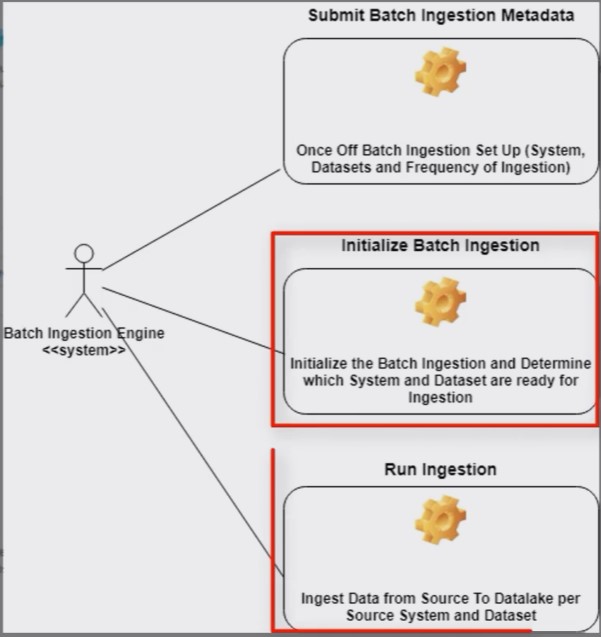 Submit Batch Ingestion Metadata
Once Off Batch Ingestion Set Up (System,
Datasets and Frequency of Ingestion)
Initialize Batch Ingestion
Batch Ingestion Engine
<<system>>
Initialize the Batch Ingestion and Determine
which System and Dataset are ready for
Ingestion
Run Ingestion
Ingest Data from Source To Datalake per
Source System and Dataset